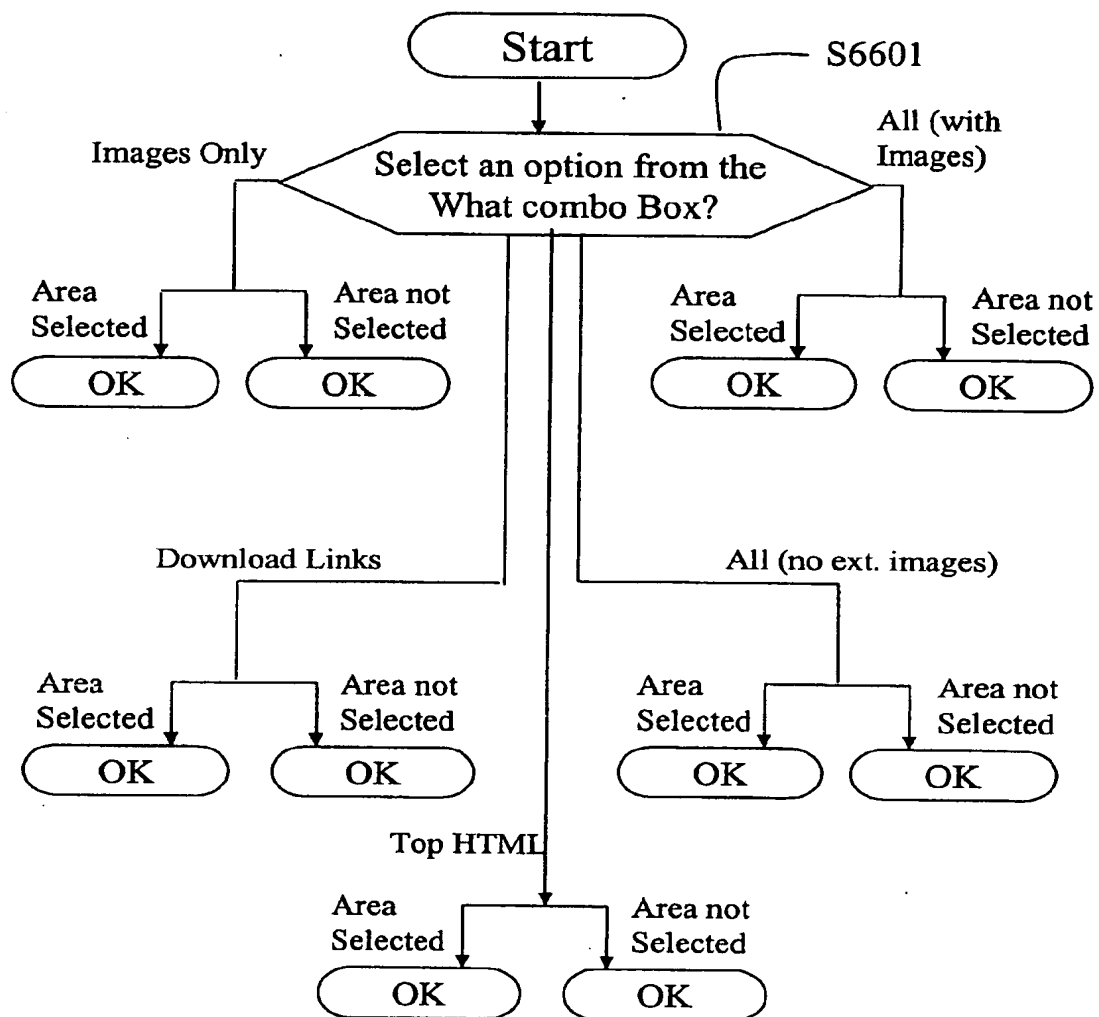 Start
S6601
Images Only
All (with
Images)
Select an option from the
What combo Box?
Area
Selected
Area not
Selected
Area
Selected
Area not
Selected
OK
OK
OK
OK
Download Links
All (no ext. images)
Area
Selected
Area not
Selected
Area
Selected
Area not
Selected
OK
OK
OK
OK
Top HTML
Area
Selected
Area not
Selected
OK
OK